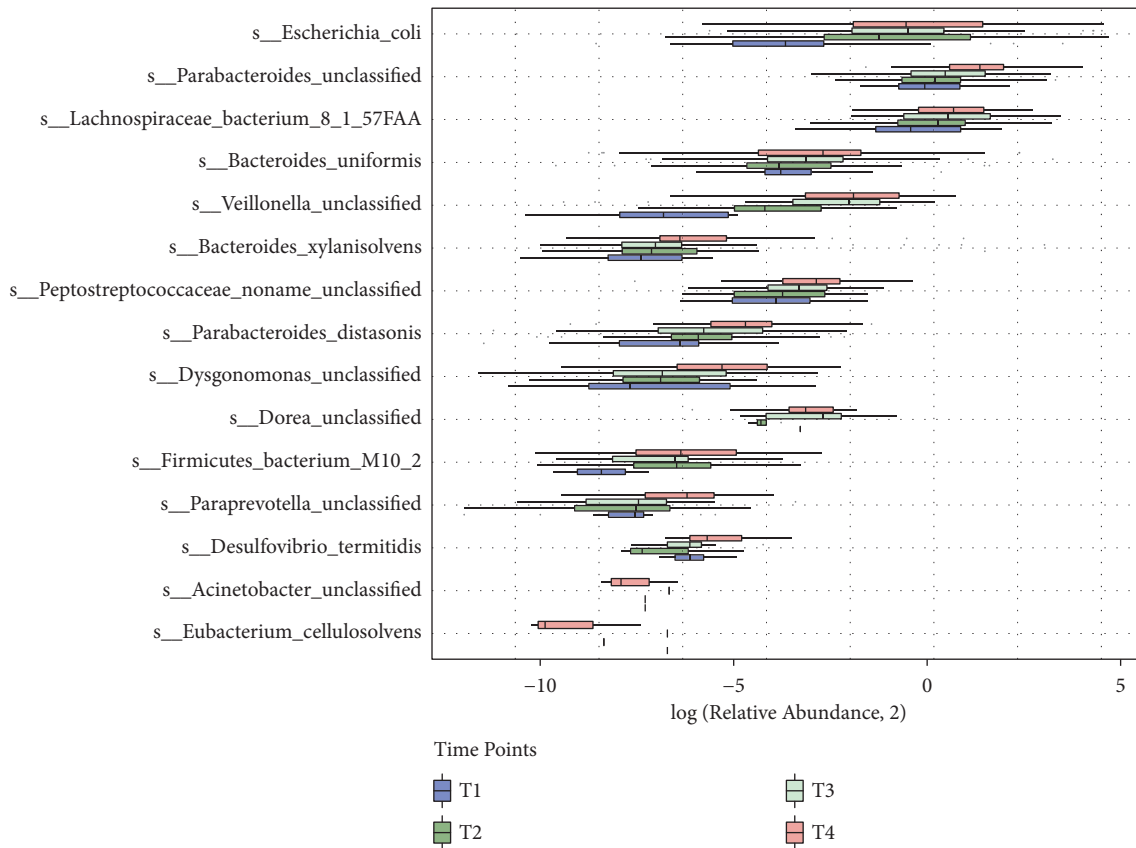 s__Escherichia_coli
s__Parabacteroides_unclassified
s__Lachnospiraceae_bacterium_8_1_57FAA
s__Bacteroides_uniformis
s__Veillonella_unclassified
s__Bacteroides_xylanisolvens
s__Peptostreptococcaceae_noname_unclassified
s__Parabacteroides_distasonis
s__Dysgonomonas_unclassified
s__Dorea_unclassified
s__Firmicutes_bacterium_M10_2
s__Paraprevotella_unclassified
s__Desulfovibrio_termitidis
s__Acinetobacter_unclassified
s__Eubacterium_cellulosolvens
−10 −5 0 5
log (Relative Abundance, 2)
Time Points
T1 T3
T2 T4